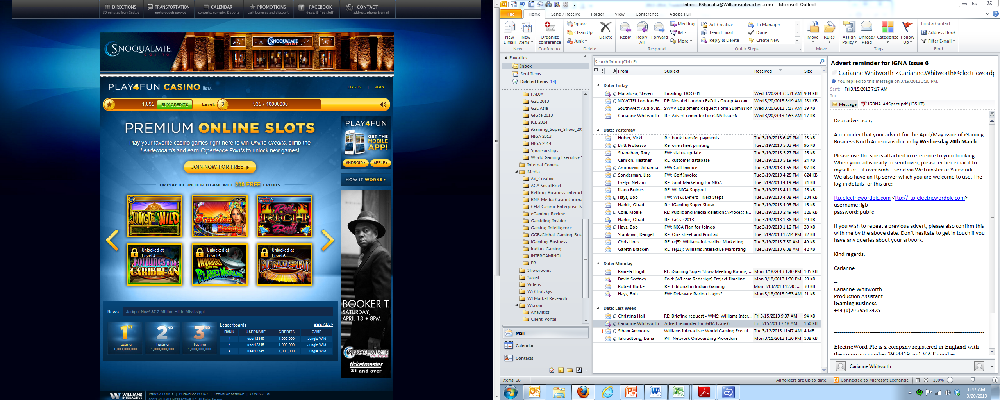 DIRECTIONS
30 minutes from Seattle
TRANSPORTATION
motorcoach service
CALENDAR
concerts, comedy, & sports
PROMOTIONS
cash bonuses and discount
FACEBOOK
deals, & free stuff
CONTACT
address, phone & email
SNOQUALMIE
casino
SNOQUALMIE
casino
PLAY4FUN CASINO BETA
LOG IN | JOIN
1,895 BUY CREDITS Level: 3 935 / 10000000
PREMIUM ONLINE SLOTS
Play your favorite casino games right here to win Online Credits, climb the
Leaderboards and earn Experience Points to unlock new games!
JOIN NOW FOR FREE
OR PLAY THE UNLOCKED GAME WITH 200 FREE CREDITS
JUNGLE WILD
WMS
Brazilian Beauty
Reel RICH Devil
Unlocked at
Level 4
Fortunes of the
CARIBBEAN
Unlocked at
Level 5
INVADERS
FROM THE
PLANET MOOLAH
Unlocked at
Level 6
BUFFALO SPIRIT
PLAY4FUN
GET THE
MOBILE
APP!
ANDROID
APPLE
HOW IT WORKS
BOOKER T.
SATURDAY,
APRIL 13 • 8PM
SNOQUALMIE
Ballroom
ticketmaster
21 and over
News: Jackpot Now! $7.2 Million Hit in Mississippi
1ST
Testing
1,000,000,000
2ND
Testing
1,000,000,000
3RD
Testing
1,000,000,000
Leaderboards SEE ALL
RANK USERNAME CREDITS GAME
4 user12345 1,000,000 Jungle Wild
4 user12345 1,000,000 Jungle Wild
4 user12345 1,000,000 Jungle Wild
WILLIAMS
INTERACTIVE
PRIVACY POLICY | PURCHASE POLICY | TERMS OF SERVICE | CONTACT US
©2013 WILLIAMS INTERACTIVE LLC. All Rights Reserved.
Inbox - RShanaha@Williamsinteractive.com - Microsoft Outlook
File Home Send / Receive Folder View Conference Adobe PDF
New
E-mail
New
Items
New
Organize
conference
Conference
Ignore
Clean Up
Junk
Delete
Delete
Reply
Reply
All
Forward
Meeting
IM
More
Respond
Ad_Creative
Team E-mail
Reply & Delete
To Manager
Done
Create New
Quick Steps
Move
Rules
Move
Assign
Policy
Unread/
Read
Categorize
Follow
Up
Tags
Find a Contact
Address Book
Filter E-mail
Find
Favorites
Inbox
Sent Items
Deleted Items (14)
FADJA
G2E 2013
G2E Asia
GiGse 2013
ICE 2014
iGaming_Super_Show_201
NIGA 2013
NIGA 2014
Sponsorships
World Gaming Executive S
Internal Comms
Media
Ad_Creative
AGA SmartBrief
Betting_Business_interact
BNP_Media-CasinoJourna
CEM-Casino_Enterprise_M
eGaming_Review
Gambling_Insider
Gaming_Intelligence
GGB-Global_Gaming_Busi
iGaming_Business
Indian_Gaming
iNTERGAMINGi
PR
Showrooms
Social
Videos
Wi Chotzkys
WI Market Research
Wi.com
Anaylitics
Client_Portal
Mail
Calendar
Contacts
Search Inbox (Ctrl+E)
From Subject Received Size
Date: Today
Macaluso, Steven Emailing: DOC031 Wed 3/20/2013 8:31 AM 934 KB
NOVOTEL London Ex... RE: Novotel London ExCeL - Group Accom... Wed 3/20/2013 8:19 AM 281 KB
SouthWest AudioVis... SWAV Equipment Request Form Submission Wed 3/20/2013 8:17 AM 19 KB
Carianne Whitworth Re: Advert reminder for iGNA Issue 6 Wed 3/20/2013 4:55 AM 17 KB
Date: Yesterday
Huber, Vicki Re: bank transfer payments Tue 3/19/2013 6:49 PM 23 KB
Britt Probasco Re: one sheet printing Tue 3/19/2013 5:33 PM 95 KB
Shanahan, Rory FW: status update Tue 3/19/2013 5:27 PM 25 KB
Carlson, Heather RE: customer database Tue 3/19/2013 5:19 PM 24 KB
Anonuevo, Johanna FW: Golf Invoice Tue 3/19/2013 4:55 PM 97 KB
Sonderman, Lisa FW: Golf Invoice Tue 3/19/2013 4:25 PM 624 KB
Evelyn Nelson Re: Joint Marketing for NIGA Tue 3/19/2013 4:19 PM 34 KB
Iliana Bulnes RE: Wi NIGA Support Tue 3/19/2013 4:11 PM 25 KB
Hays, Bob FW: WI & Defero - Next Steps Tue 3/19/2013 4:08 PM 184 KB
Narkis, Ohad Re: iGaming Super Show Tue 3/19/2013 4:05 PM 16 KB
Cole, Mollie RE: Public and Media Relations//Process a... Tue 3/19/2013 2:49 PM 126 KB
Narkis, Ohad RE: GiGse 2013 Tue 3/19/2013 1:36 PM 20 KB
Hays, Bob FW: NIGA Plan for Joingo Tue 3/19/2013 1:12 PM 30 KB
Stankovic, Danijel Re: One sheet and Print ad Tue 3/19/2013 12:14 PM 32 KB
Chris Lines RE: re[5]: Williams Interactive Marketing Tue 3/19/2013 7:30 AM 49 KB
Gareth Bracken RE: re[11]: Williams Interactive Marketing Tue 3/19/2013 6:38 AM 42 KB
Date: Monday
Pamela Hugill RE: iGaming Super Show Meeting Rooms, ... Mon 3/18/2013 1:40 PM 105 KB
David Scotney Fwd: [WI.com Redesign] Project Timeline Mon 3/18/2013 1:30 PM 23 KB
Robert Burke Re: Editorial in Indian Gaming Mon 3/18/2013 12:48 ... 30 KB
Hays, Bob FW: Delaware Racino Logos? Mon 3/18/2013 9:33 AM 21 KB
Date: Last Week
Christina Hall RE: Briefing request - WMS: Williams Inter... Fri 3/15/2013 9:37 AM 94 KB
Carianne Whitworth Advert reminder for iGNA Issue 6 Fri 3/15/2013 7:18 AM 150 KB
Siham Ammoura Williams Interactive: World Gaming Execut... Tue 3/12/2013 11:47 AM 4 MB
Takrudtong, Dana P4F Network Onboarding Procedure Mon 3/11/2013 1:30 PM 108 KB
Advert reminder for iGNA Issue 6
Carianne Whitworth <Carianne.Whitworth@electricwordp
You replied to this message on 3/19/2013 3:38 PM.
Sent: Fri 3/15/2013 7:17 AM
To:
Message iGBNA_AdSpecs.pdf (135 KB)
Dear advertiser,
A reminder that your advert for the April/May issue of iGaming
Business North America is due in by Wednesday 20th March.
Please use the specs attached in reference to your booking.
When your ad is ready to send over, please either email it to
myself or – if over 6mb – send via WeTransfer or Yousendit.
We also have an ftp server which you are welcome to use. The
log-in details for this are:
ftp.electricwordplc.com <ftp://ftp.electricwordplc.com>
username: igb
password: public
If you wish to repeat a previous advert, please also confirm this
with me by the above date. Don't hesitate to get in touch if you
have any queries about your artwork.
Kind regards,
Carianne
--
Carianne Whitworth
Production Assistant
iGaming Business
+44 (0)20 7954 3425
ElectricWord Plc is a company registered in England with
the company number 3934419 and VAT number
Carianne Whitworth
Items: 28
All folders are up to date. Connected to Microsoft Exchange 100%
8:47 AM
3/20/2013